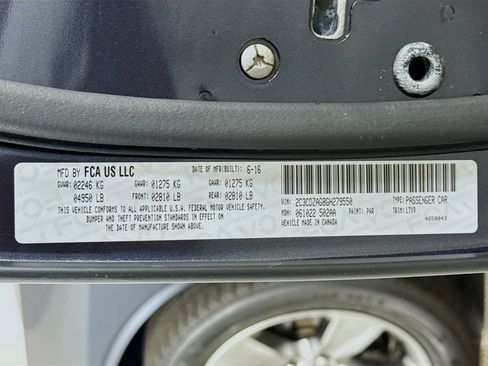 MFD BY FCA US LLC DATE OF MFR(BUILT): 6-16
GVWR: 02246 KG GAWR: 01275 KG GAWR: 01275 KG
04950 LB FRONT: 02810 LB REAR: 02810 LB
THIS VEHICLE CONFORMS TO ALL APPLICABLE U.S.A. FEDERAL MOTOR VEHICLE SAFETY,
BUMPER AND THEFT PREVENTION STANDARDS IN EFFECT ON
THE DATE OF MANUFACTURE SHOWN ABOVE.
VIN: 2C3CDZAG8GH279550 TYPE: PASSENGER CAR
MDH: 061022 502AA PAINT: PAR TRIM: L7V9
VEHICLE MADE IN CANADA 4658843